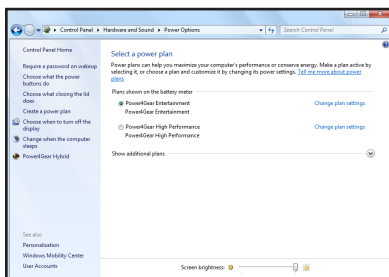 Control Panel
Hardware and Sound
Power Options
Search Control Panel
Control Panel Home
Require a password on wakeup
Choose what the power
buttons do
Choose what closing the lid
does
Create a power plan
Choose when to turn off the
display
Change when the computer
sleeps
Power4Gear Hybrid
See also
Personalization
Windows Mobility Center
User Accounts
Select a power plan
Power plans can help you maximize your computer's performance or conserve energy. Make a plan active by
selecting it, or choose a plan and customize it by changing its power settings. Tell me more about power
plans
Plans shown on the battery meter
Power4Gear Entertainment Change plan settings
Power4Gear Entertainment
Power4Gear High Performance Change plan settings
Power4Gear High Performance
Show additional plans
Screen brightness: